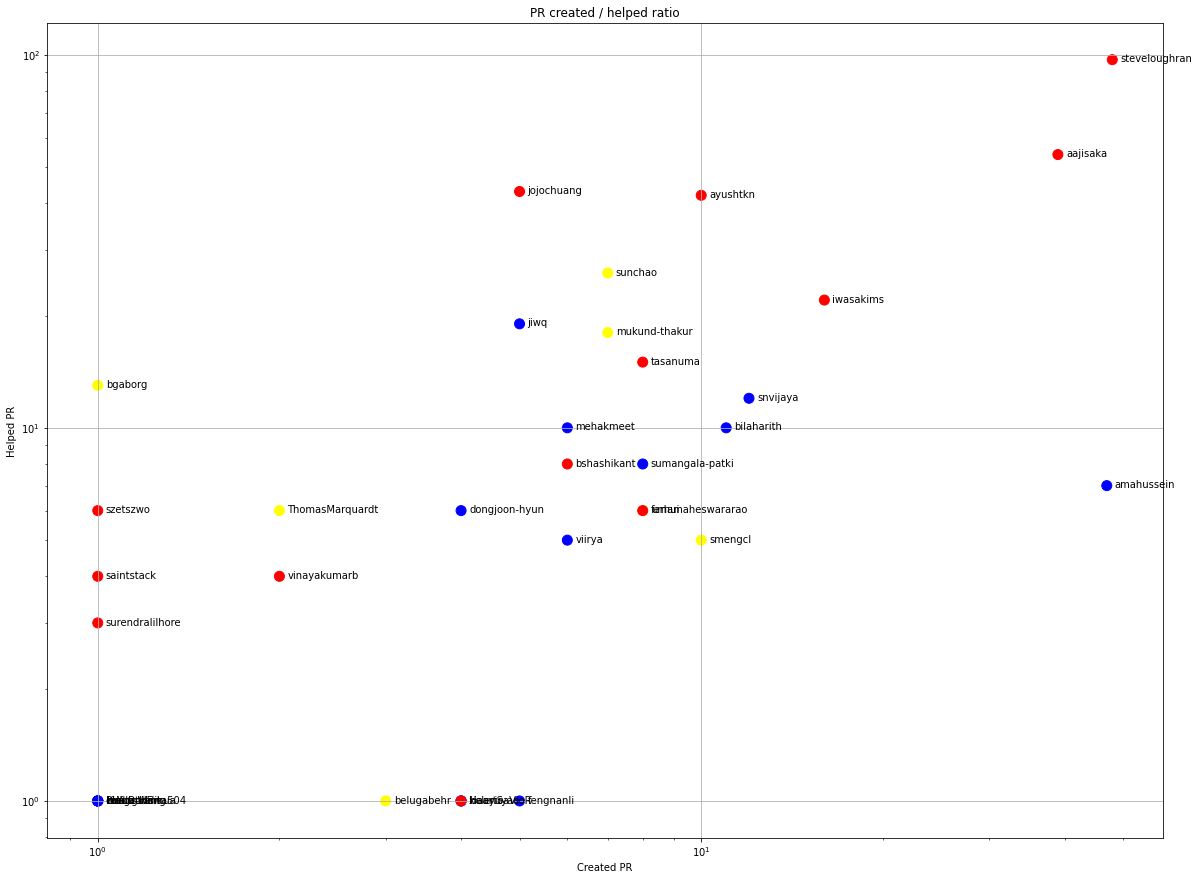 PR created / helped ratio
10²
steveloughran
aajisaka
jojochuang
ayushtkn
sunchao
iwasakims
jiwq
mukund-thakur
tasanuma
bgaborg
snvijaya
10¹
mehakmeet
bilaharith
Helped PR
bshashikant
sumangala-patki
amahussein
szetszwo
ThomasMarquardt
dongjoon-hyun
viirya
smengcl
saintstack
vinayakumarb
surendralilhore
10⁰
belugabehr
fengnanli
10⁰
10¹
Created PR